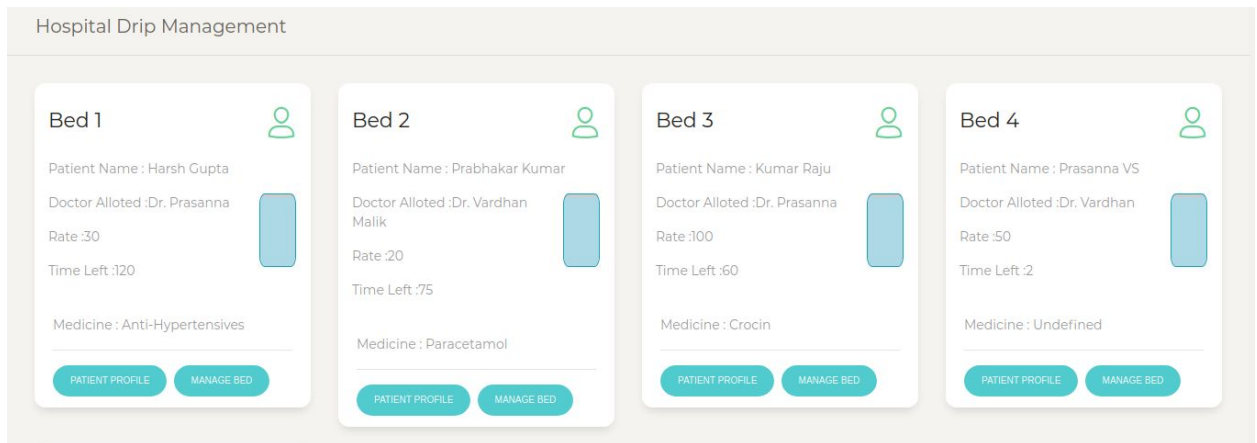 Hospital Drip Management
Bed 1
Patient Name : Harsh Gupta
Doctor Alloted :Dr. Prasanna
Rate :30
Time Left :120
Medicine : Anti-Hypertensives
PATIENT PROFILE
MANAGE BED
Bed 2
Patient Name : Prabhakar Kumar
Doctor Alloted :Dr. Vardhan
Malik
Rate :20
Time Left :75
Medicine : Paracetamol
PATIENT PROFILE
MANAGE BED
Bed 3
Patient Name : Kumar Raju
Doctor Alloted :Dr. Prasanna
Rate :100
Time Left :60
Medicine : Crocin
PATIENT PROFILE
MANAGE BED
Bed 4
Patient Name : Prasanna VS
Doctor Alloted :Dr. Vardhan
Rate :50
Time Left :2
Medicine : Undefined
PATIENT PROFILE
MANAGE BED